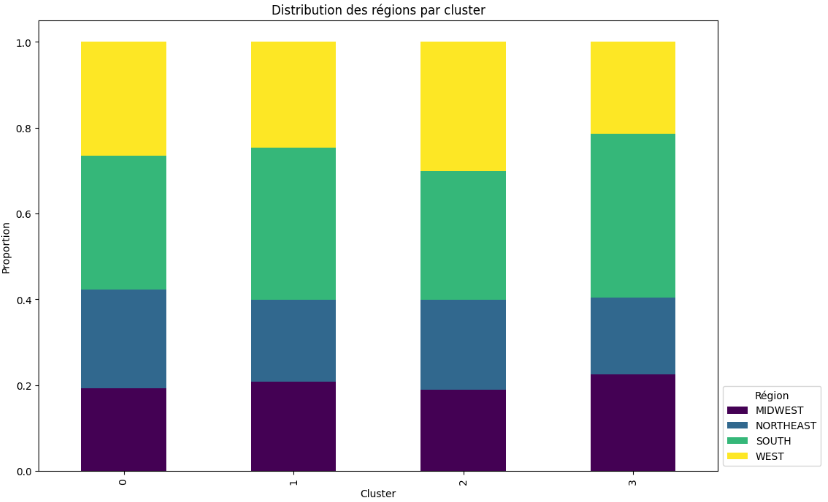 Distribution des régions par cluster
Proportion
1.0
0.8
0.6
0.4
0.2
0.0
0
1
2
3
Cluster
Région
MIDWEST
NORTHEAST
SOUTH
WEST